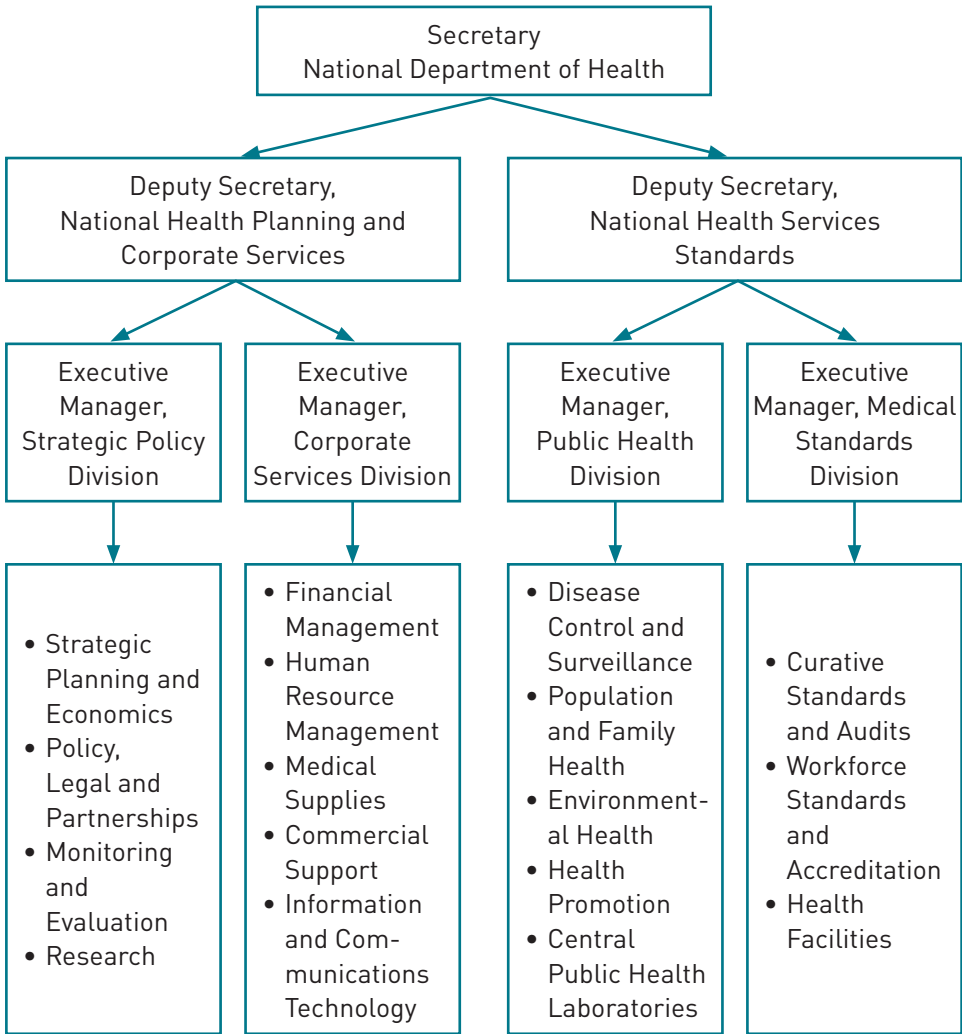 Secretary
National Department of Health
Deputy Secretary,
National Health Planning and
Corporate Services
Deputy Secretary,
National Health Services
Standards
Executive
Manager,
Strategic Policy
Division
Executive
Manager,
Corporate
Services Division
Executive
Manager,
Public Health
Division
Executive
Manager, Medical
Standards
Division
• Strategic
Planning and
Economics
• Policy,
Legal and
Partnerships
• Monitoring
and
Evaluation
• Research
• Financial
Management
• Human
Resource
Management
• Medical
Supplies
• Commercial
Support
• Information
and Com-
munications
Technology
• Disease
Control and
Surveillance
• Population
and Family
Health
• Environment-
al Health
• Health
Promotion
• Central
Public Health
Laboratories
• Curative
Standards
and Audits
• Workforce
Standards
and
Accreditation
• Health
Facilities